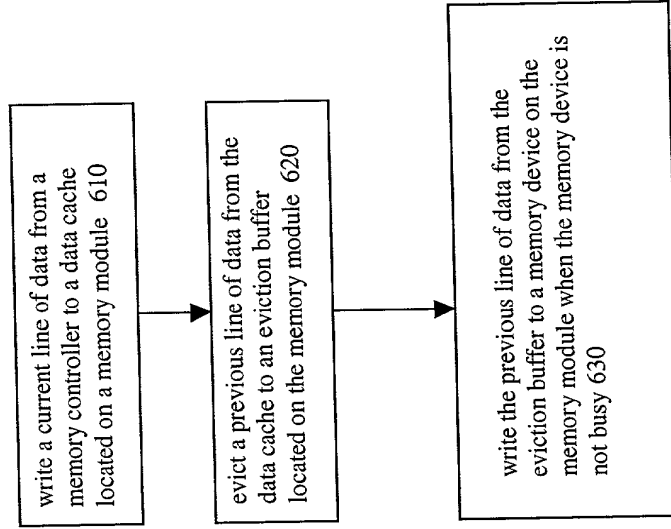 write a current line of data from a
memory controller to a data cache
located on a memory module 610
evict a previous line of data from the
data cache to an eviction buffer
located on the memory module 620
write the previous line of data from the
eviction buffer to a memory device on the
memory module when the memory device is
not busy 630